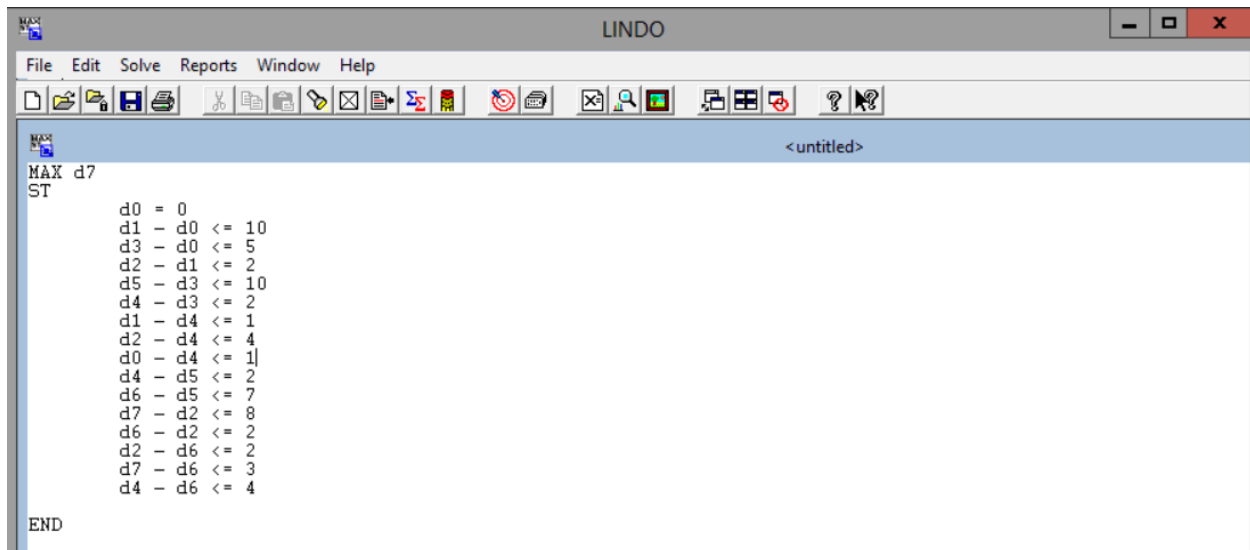 LINDO
File Edit Solve Reports Window Help
<untitled>
MAX d7
ST
d0 = 0
d1 - d0 <= 10
d3 - d0 <= 5
d2 - d1 <= 2
d5 - d3 <= 10
d4 - d3 <= 2
d1 - d4 <= 1
d2 - d4 <= 4
d0 - d4 <= 1
d4 - d5 <= 2
d6 - d5 <= 7
d7 - d2 <= 8
d6 - d2 <= 2
d2 - d6 <= 2
d7 - d6 <= 3
d4 - d6 <= 4
END